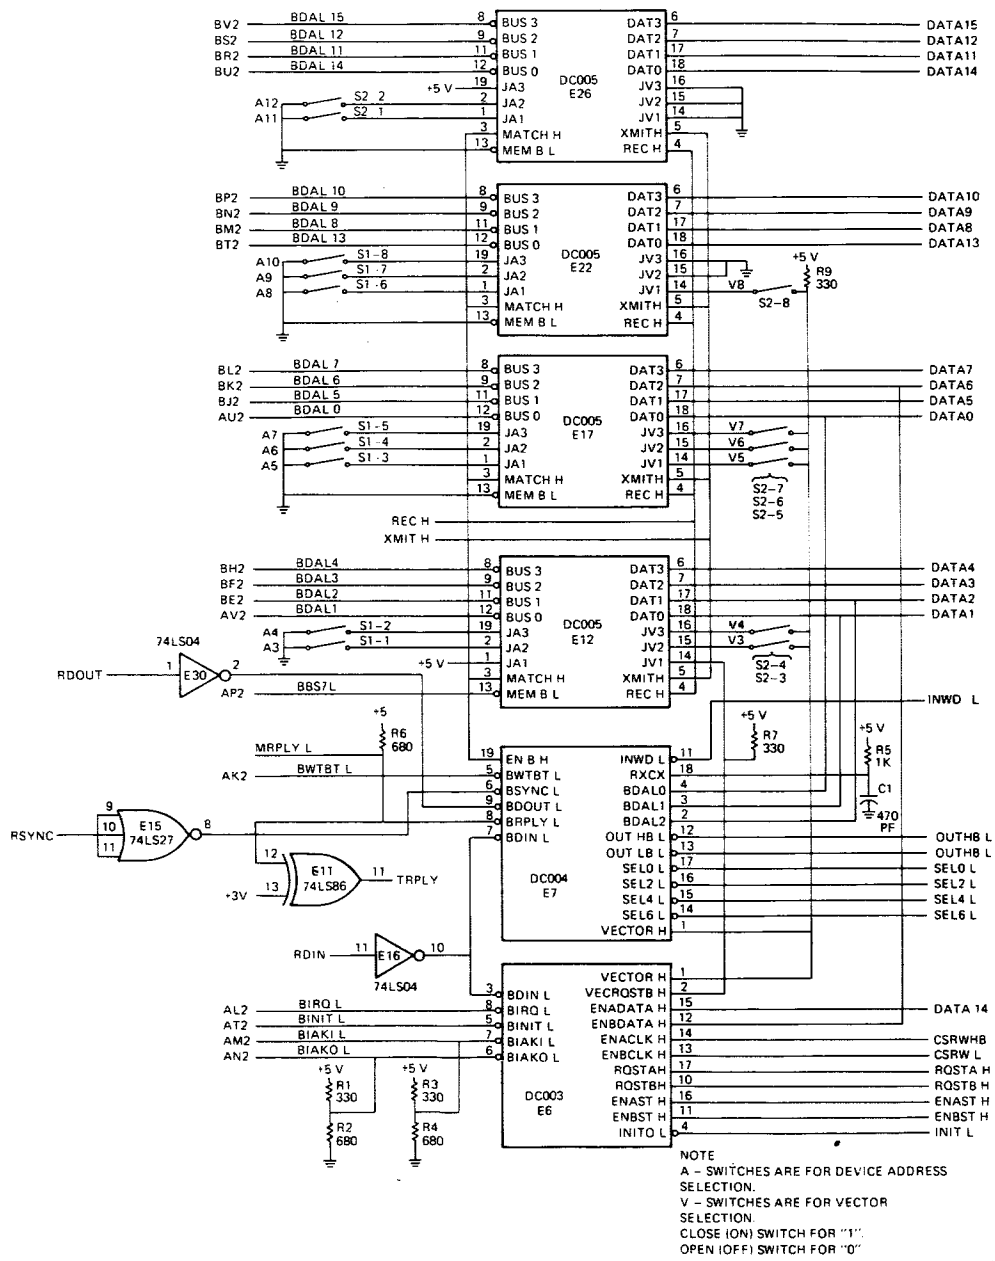 BV2 BDAL 15 8 BUS 3 DAT3 6 DATA15
BS2 BDAL 12 9 BUS 2 DAT2 7 DATA12
BR2 BDAL 11 11 BUS 1 DAT1 17 DATA11
BU2 BDAL 14 12 BUS 0 DAT0 18 DATA14
+5 V 19 JA3 DC005 JV3 16
A12 S2 2 2 JA2 E26 JV2 15
A11 S2 1 1 JA1 JV1 14
3 MATCH H XMITH 5
13 MEM B L REC H 4
BP2 BDAL 10 8 BUS 3 DAT3 6 DATA10
BN2 BDAL 9 9 BUS 2 DAT2 7 DATA9
BM2 BDAL 8 11 BUS 1 DAT1 17 DATA8
BT2 BDAL 13 12 BUS 0 DAT0 18 DATA13
A10 S1-8 19 JA3 DC005 JV3 16 +5 V
A9 S1-7 2 JA2 E22 JV2 15 R9
A8 S1-6 1 JA1 JV1 14 V8 330
3 MATCH H XMITH 5 S2-8
13 MEM B L REC H 4
BL2 BDAL 7 8 BUS 3 DAT3 6 DATA7
BK2 BDAL 6 9 BUS 2 DAT2 7 DATA6
BJ2 BDAL 5 11 BUS 1 DAT1 17 DATA5
AU2 BDAL 0 12 BUS 0 DAT0 18 DATA0
A7 S1-5 19 JA3 DC005 JV3 16 V7
A6 S1-4 2 JA2 E17 JV2 15 V6
A5 S1-3 1 JA1 JV1 14 V5
3 MATCH H XMITH 5
13 MEM B L REC H 4
S2-7
S2-6
S2-5
REC H
XMIT H
BH2 BDAL4 8 BUS 3 DAT3 6 DATA4
BF2 BDAL3 9 BUS 2 DAT2 7 DATA3
BE2 BDAL2 11 BUS 1 DAT1 17 DATA2
AV2 BDAL1 12 BUS 0 DAT0 18 DATA1
A4 S1-2 19 JA3 DC005 JV3 16 V4
A3 S1-1 2 JA2 E12 JV2 15 V3
+5 V 1 JA1 JV1 14
3 MATCH H XMITH 5
AP2 BBS7L 13 MEM B L REC H 4
S2-4
S2-3
74LS04
RDOUT 1 E30 2
INWD L
+5
R6
680
+5 V
R7
330
+5 V
R5
1K
C1
470
PF
MRPLY L
19 EN B H INWD L 11
AK2 BWTBT L 5 BWTBT L RXCX 18
6 BSYNC L BDAL0 4
9 BDOUT L BDAL1 3
8 BRPLY L BDAL2 2
7 BDIN L OUT HB L 12 OUTHB L
OUT LB L 13 OUTHB L
SEL0 L 17 SEL0 L
SEL2 L 16 SEL2 L
SEL4 L 15 SEL4 L
SEL6 L 14 SEL6 L
VECTOR H 1
DC004
E7
RSYNC 9 10 11 E15 74LS27 8
12 13 E11 74LS86 11 TRPLY
+3V
RDIN 11 E16 10
74LS04
VECTOR H 1
3 BDIN L VECRQSTB H 2
AL2 BIRQ L 8 BIRQ L ENADATA H 15 DATA 14
AT2 BINIT L 5 BINIT L ENBDATA H 12
AM2 BIAKI L 7 BIAKI L ENACLK H 14 CSRWHB
AN2 BIAKO L 6 BIAKO L ENBCLK H 13 CSRW L
RQSTAH 17 RQSTA H
RQSTBH 10 RQSTB H
ENAST H 16 ENAST H
ENBST H 11 ENBST H
INITO L 4 INIT L
DC003
E6
+5 V
R1
330
R2
680
+5 V
R3
330
R4
680
NOTE
A - SWITCHES ARE FOR DEVICE ADDRESS
SELECTION.
V - SWITCHES ARE FOR VECTOR
SELECTION.
CLOSE (ON) SWITCH FOR "1".
OPEN (OFF) SWITCH FOR "0"